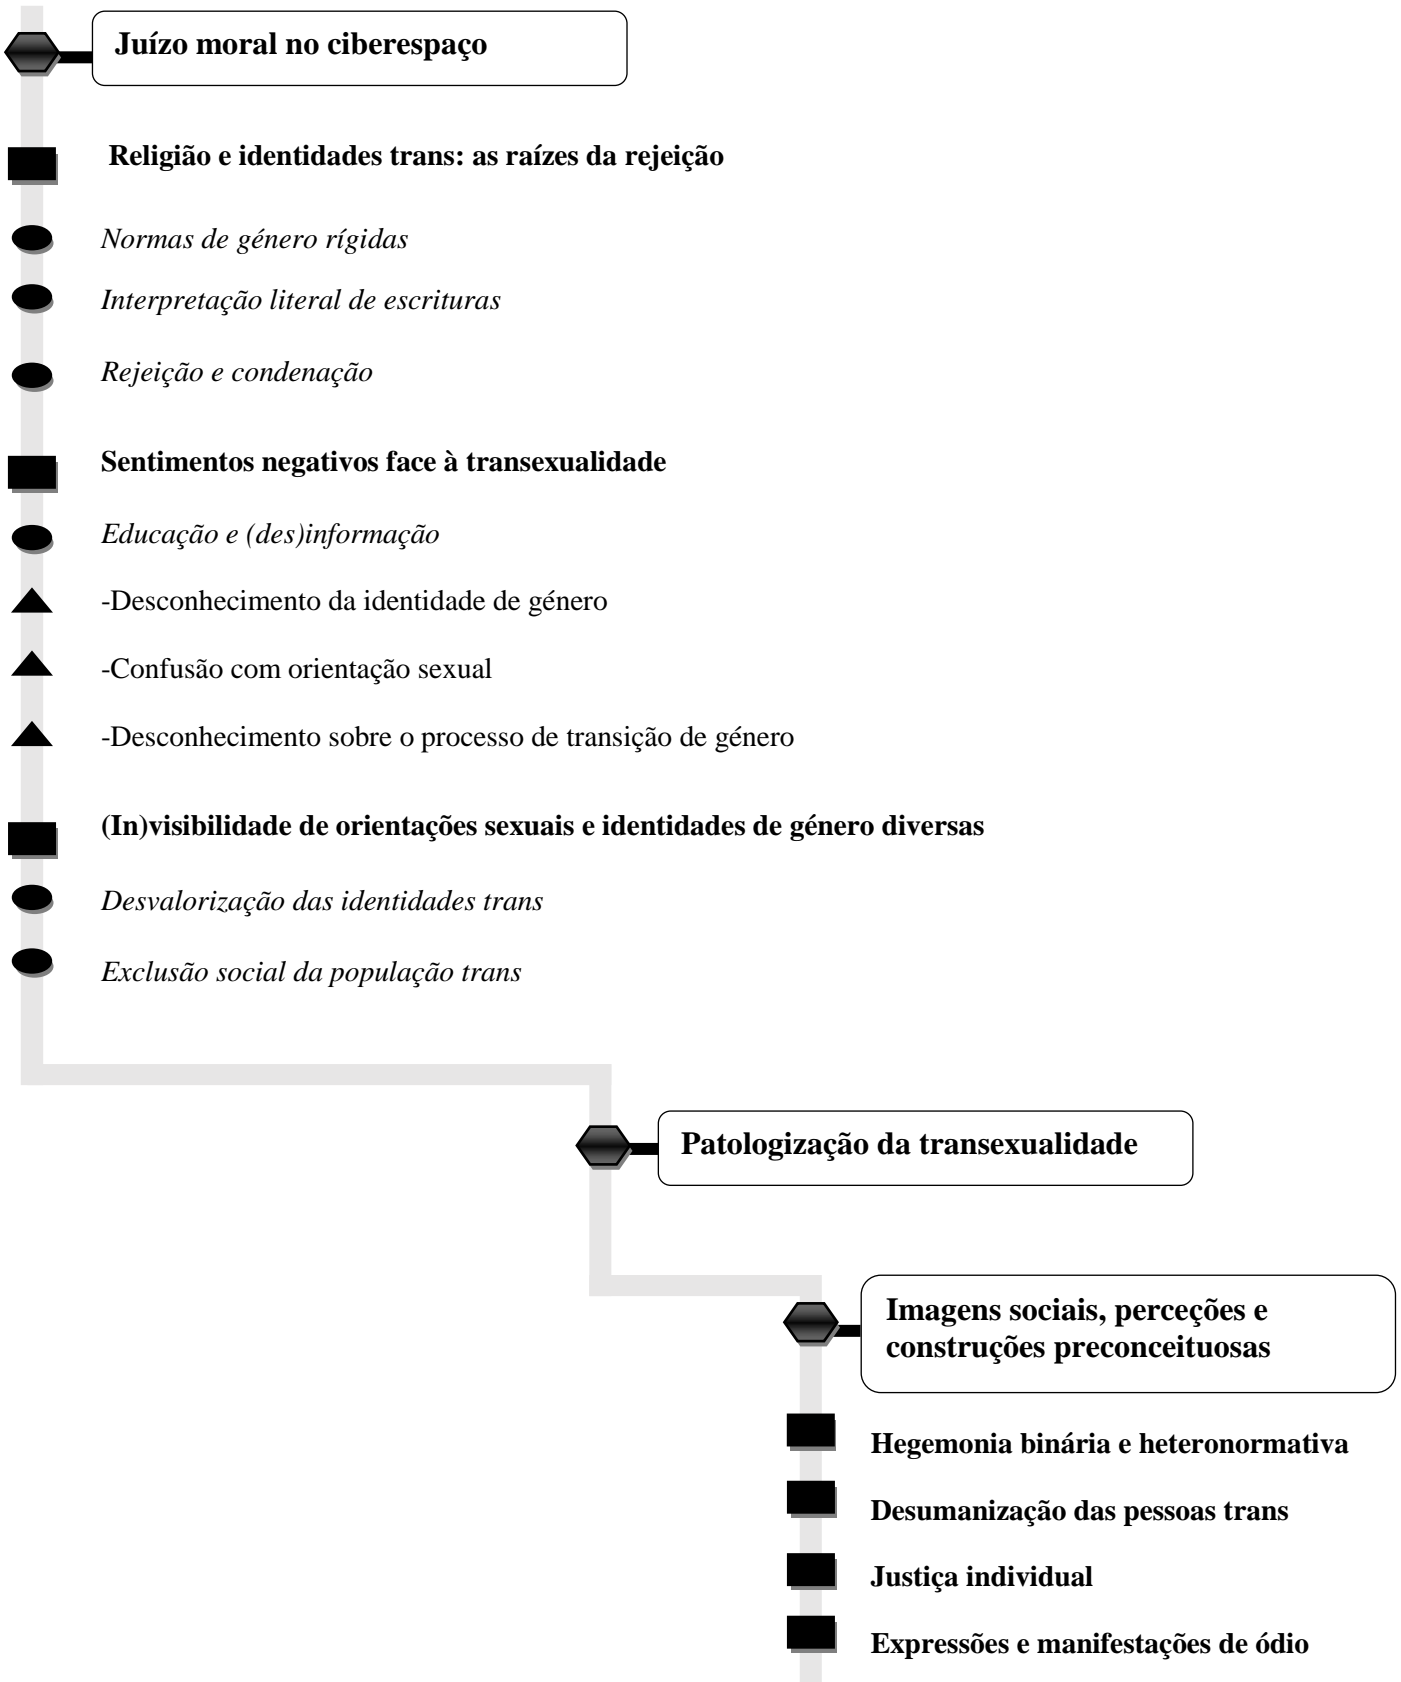 Juízo moral no ciberespaço
Religião e identidades trans: as raízes da rejeição
Normas de género rígidas
Interpretação literal de escrituras
Rejeição e condenação
Sentimentos negativos face à transexualidade
Educação e (des)informação
-Desconhecimento da identidade de género
-Confusão com orientação sexual
-Desconhecimento sobre o processo de transição de género
(In)visibilidade de orientações sexuais e identidades de género diversas
Desvalorização das identidades trans
Exclusão social da população trans
Patologização da transexualidade
Imagens sociais, perceções e
construções preconceituosas
Hegemonia binária e heteronormativa
Desumanização das pessoas trans
Justiça individual
Expressões e manifestações de ódio